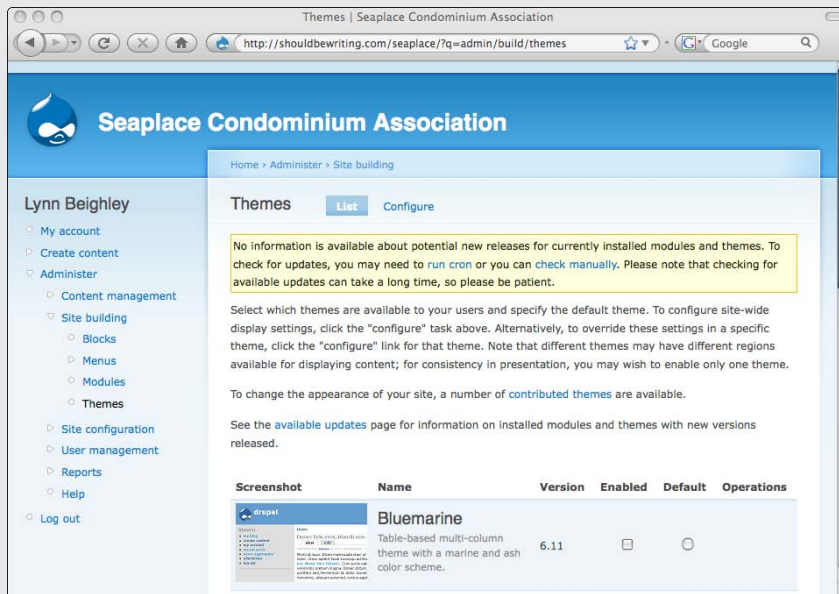 Themes | Seaplace Condominium Association
http://shouldbewriting.com/seaplace/?q=admin/build/themes
Google
Seaplace Condominium Association
Home › Administer › Site building
Lynn Beighley
My account
Create content
Administer
Content management
Site building
Blocks
Menus
Modules
Themes
Site configuration
User management
Reports
Help
Log out
Themes List Configure
No information is available about potential new releases for currently installed modules and themes. To
check for updates, you may need to run cron or you can check manually. Please note that checking for
available updates can take a long time, so please be patient.
Select which themes are available to your users and specify the default theme. To configure site-wide
display settings, click the "configure" task above. Alternatively, to override these settings in a specific
theme, click the "configure" link for that theme. Note that different themes may have different regions
available for displaying content; for consistency in presentation, you may wish to enable only one theme.
To change the appearance of your site, a number of contributed themes are available.
See the available updates page for information on installed modules and themes with new versions
released.
Screenshot Name Version Enabled Default Operations
drupal
Bluemarine
Table-based multi-column
theme with a marine and ash
color scheme.
6.11